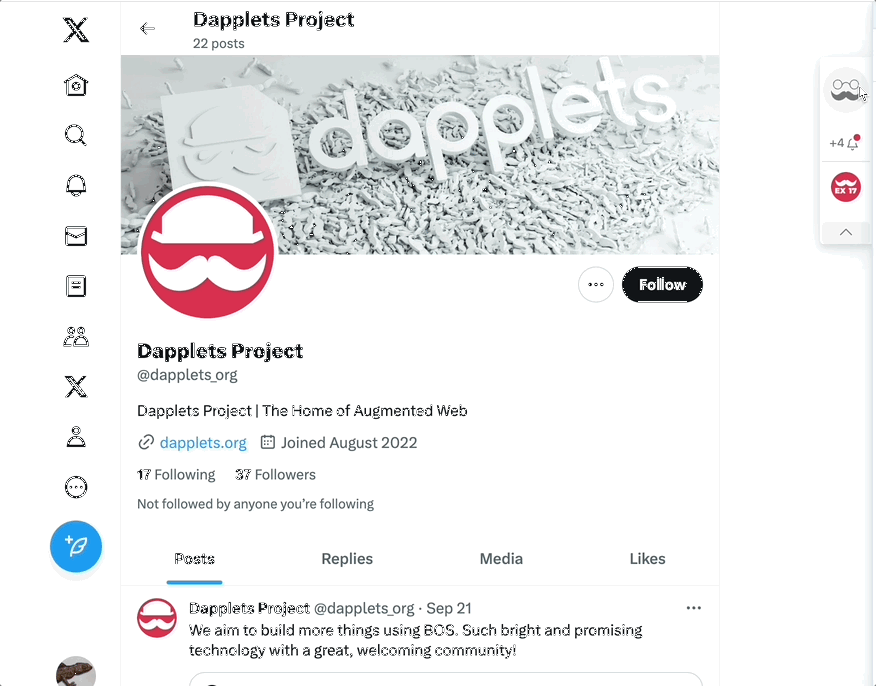 Dapplets Project
22 posts
dapplets
+4
EX 17
Follow
Dapplets Project
@dapplets_org
Dapplets Project | The Home of Augmented Web
dapplets.org Joined August 2022
17 Following 37 Followers
Not followed by anyone you're following
Posts Replies Media Likes
Dapplets Project @dapplets_org · Sep 21
We aim to build more things using BOS. Such bright and promising
technology with a great, welcoming community!